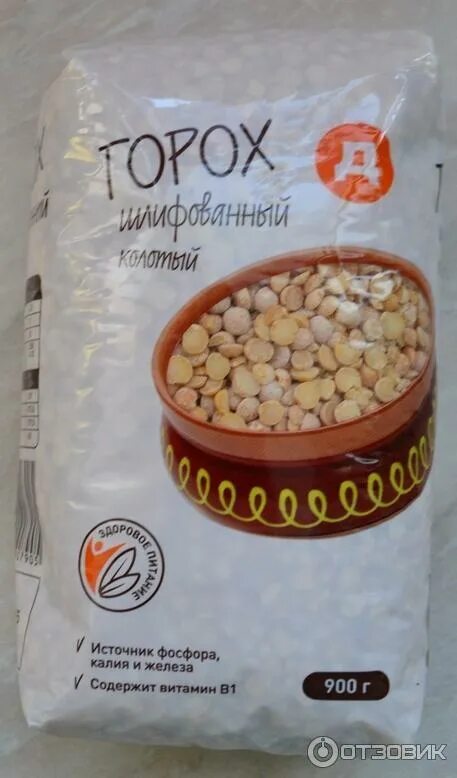 ГОРОХ
Д
шлифованный
колотый
ЗДОРОВОЕ ПИТАНИЕ
Источник фосфора,
калия и железа
Содержит витамин В1
900 г
ОТЗОВИК